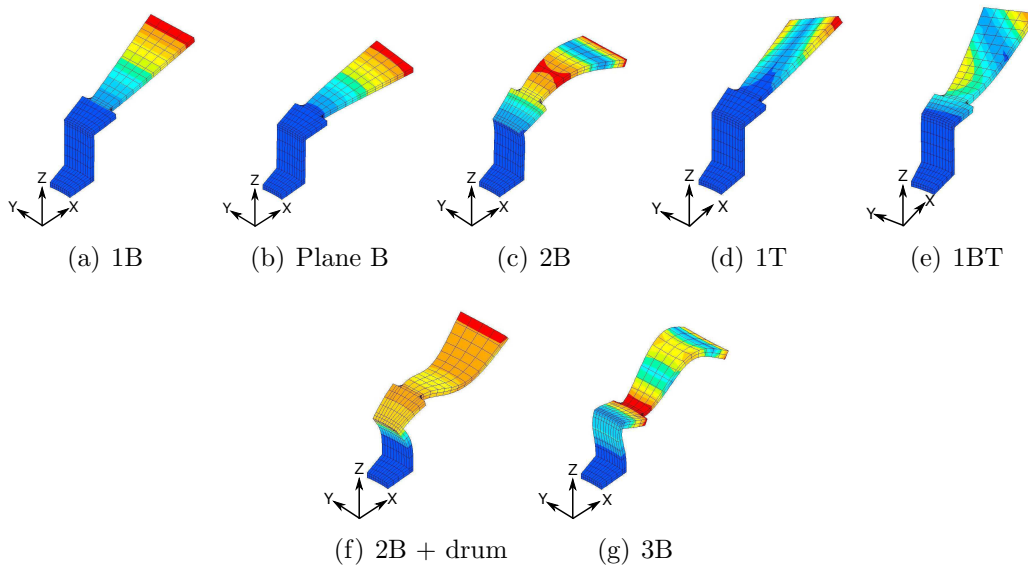 Z
Y
X
(a) 1B
Z
Y
X
(b) Plane B
Z
Y
X
(c) 2B
Z
Y
X
(d) 1T
Z
Y
X
(e) 1BT
Z
Y
X
(f) 2B + drum
Z
Y
X
(g) 3B